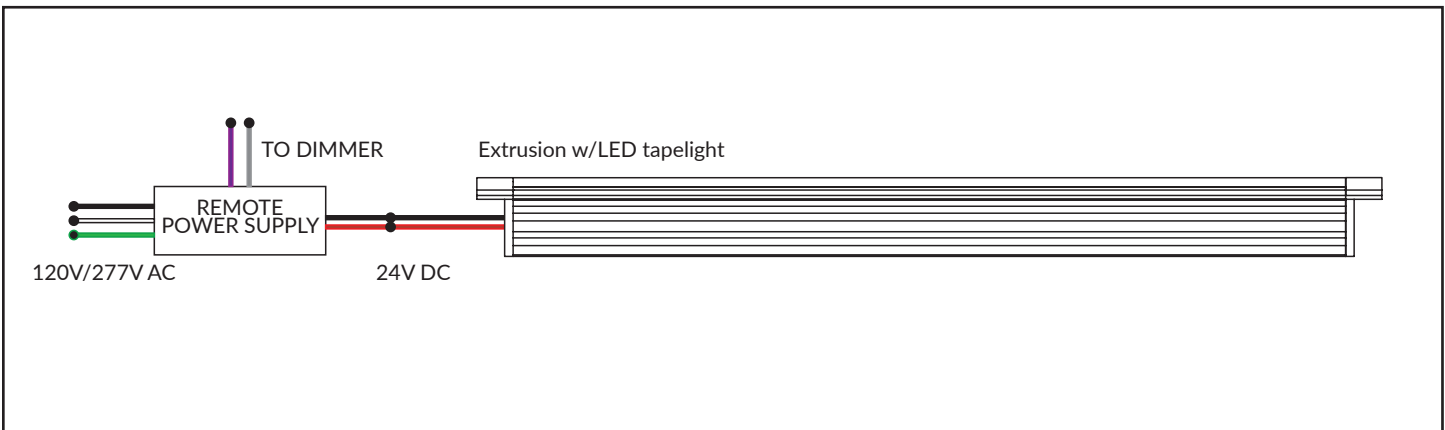 TO DIMMER
Extrusion w/LED tapelight
REMOTE
POWER SUPPLY
120V/277V AC
24V DC